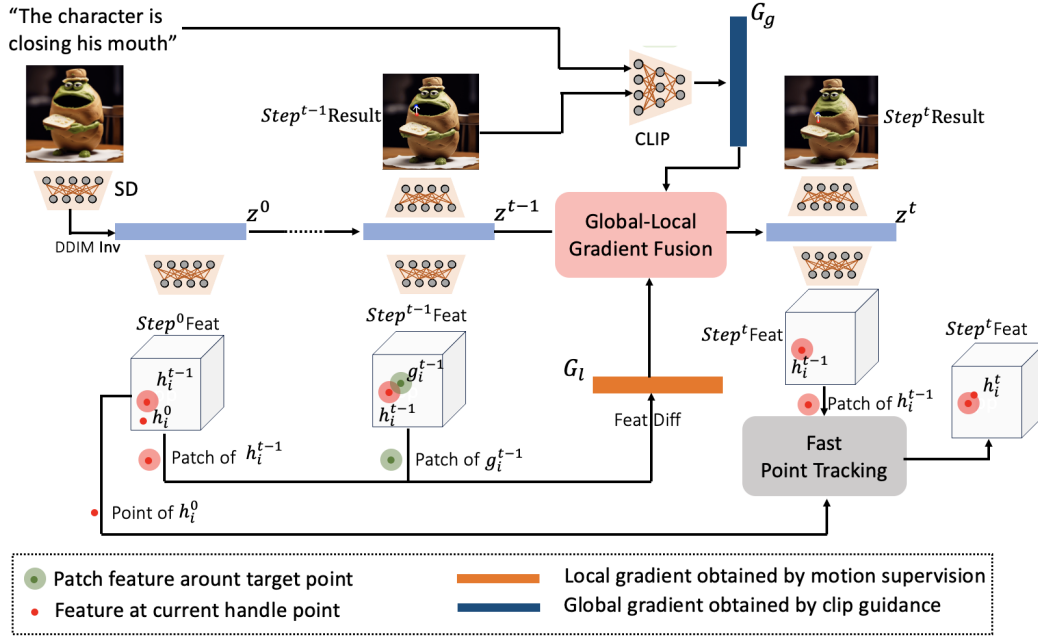 “The character is
closing his mouth”
G_g
Step^{t-1} Result
CLIP
Step^t Result
SD
z^0
z^{t-1}
z^t
DDIM Inv
Global-Local
Gradient Fusion
Step^0 Feat
Step^{t-1} Feat
Step^t Feat
Step^t Feat
h_i^{t-1}
h_i^0
g_i^{t-1}
h_i^{t-1}
G_l
Feat Diff
h_i^{t-1}
h_i^t
Patch of h_i^{t-1}
Patch of h_i^{t-1}
Patch of g_i^{t-1}
Fast
Point Tracking
Point of h_i^0
Patch feature arount target point
Feature at current handle point
Local gradient obtained by motion supervision
Global gradient obtained by clip guidance